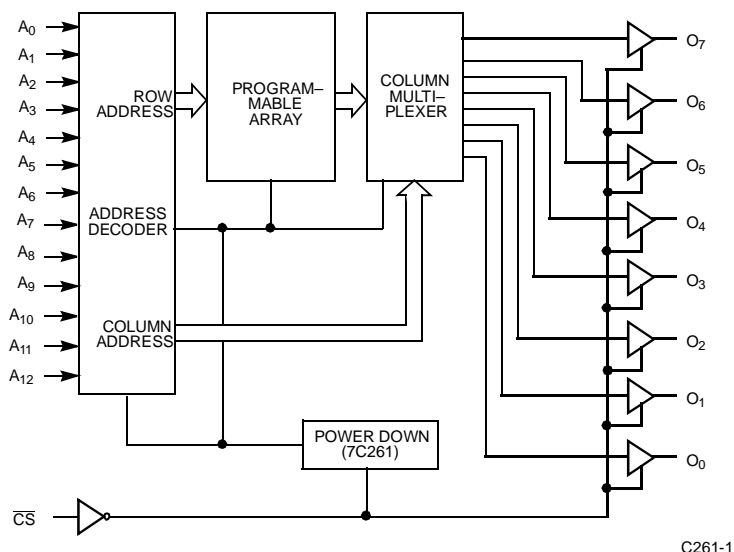 A0
A1
A2
A3
A4
A5
A6
A7
A8
A9
A10
A11
A12
ROW
ADDRESS
ADDRESS
DECODER
COLUMN
ADDRESS
PROGRAM–
MABLE
ARRAY
COLUMN
MULTI–
PLEXER
POWER DOWN
(7C261)
CS
O7
O6
O5
O4
O3
O2
O1
O0
C261-1